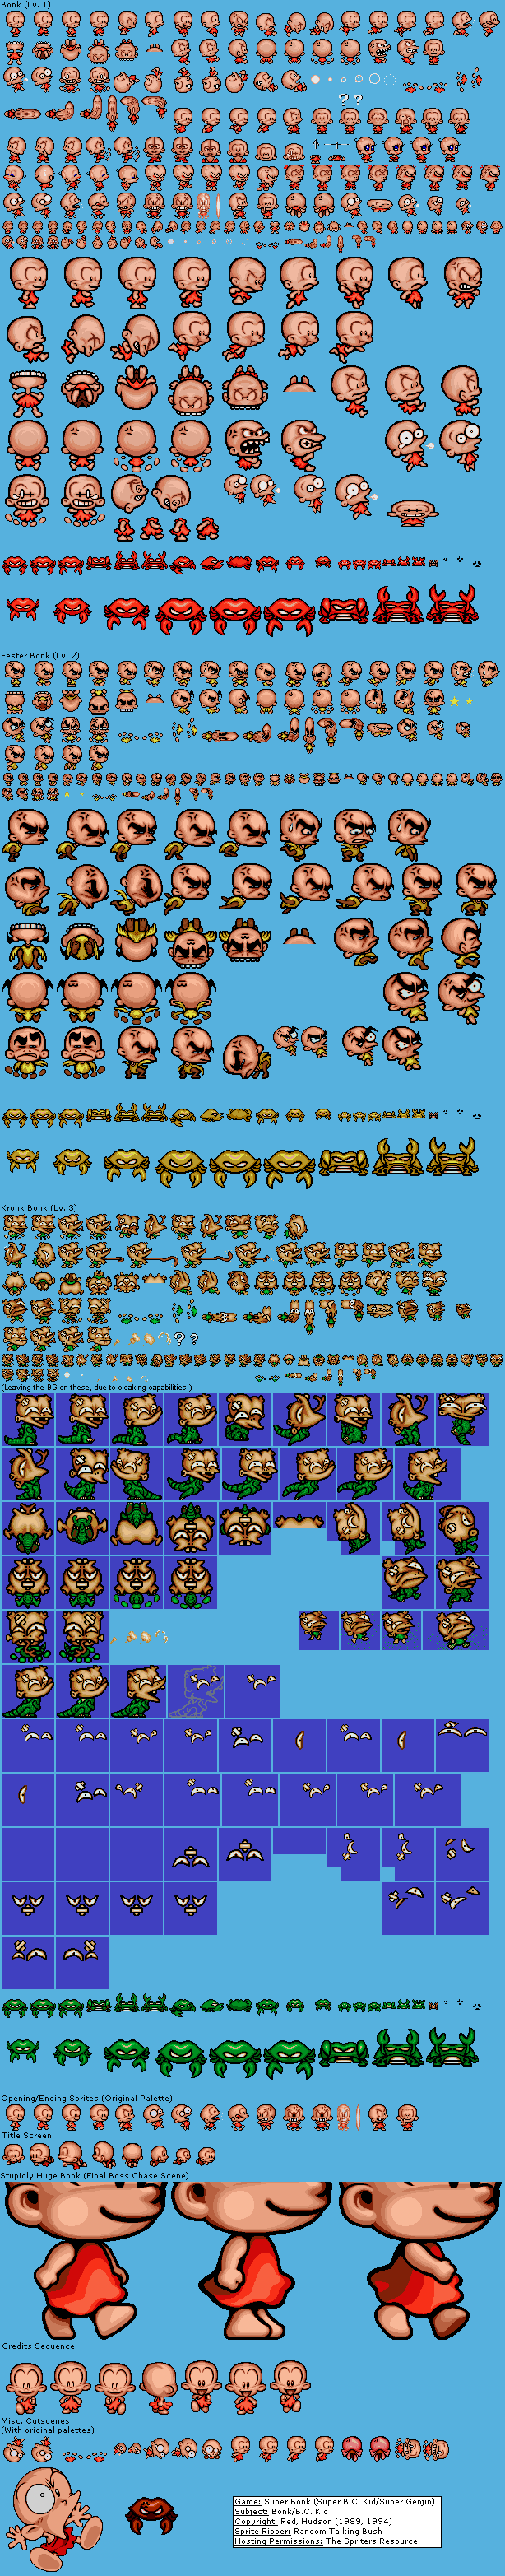 Bonk (Lv. 1)
? ?
Fester Bonk (Lv. 2)
Kronk Bonk (Lv. 3)
? ?
(Leaving the BG on these, due to cloaking capabilities.)
Opening/Ending Sprites (Original Palette)
Title Screen
Stupidly Huge Bonk (Final Boss Chase Scene)
Credits Sequence
Misc. Cutscenes
(With original palettes)
Game: Super Bonk (Super B.C. Kid/Super Genjin)
Subject: Bonk/B.C. Kid
Copyright: Red, Hudson (1989, 1994)
Sprite Ripper: Random Talking Bush
Hosting Permissions: The Spriters Resource